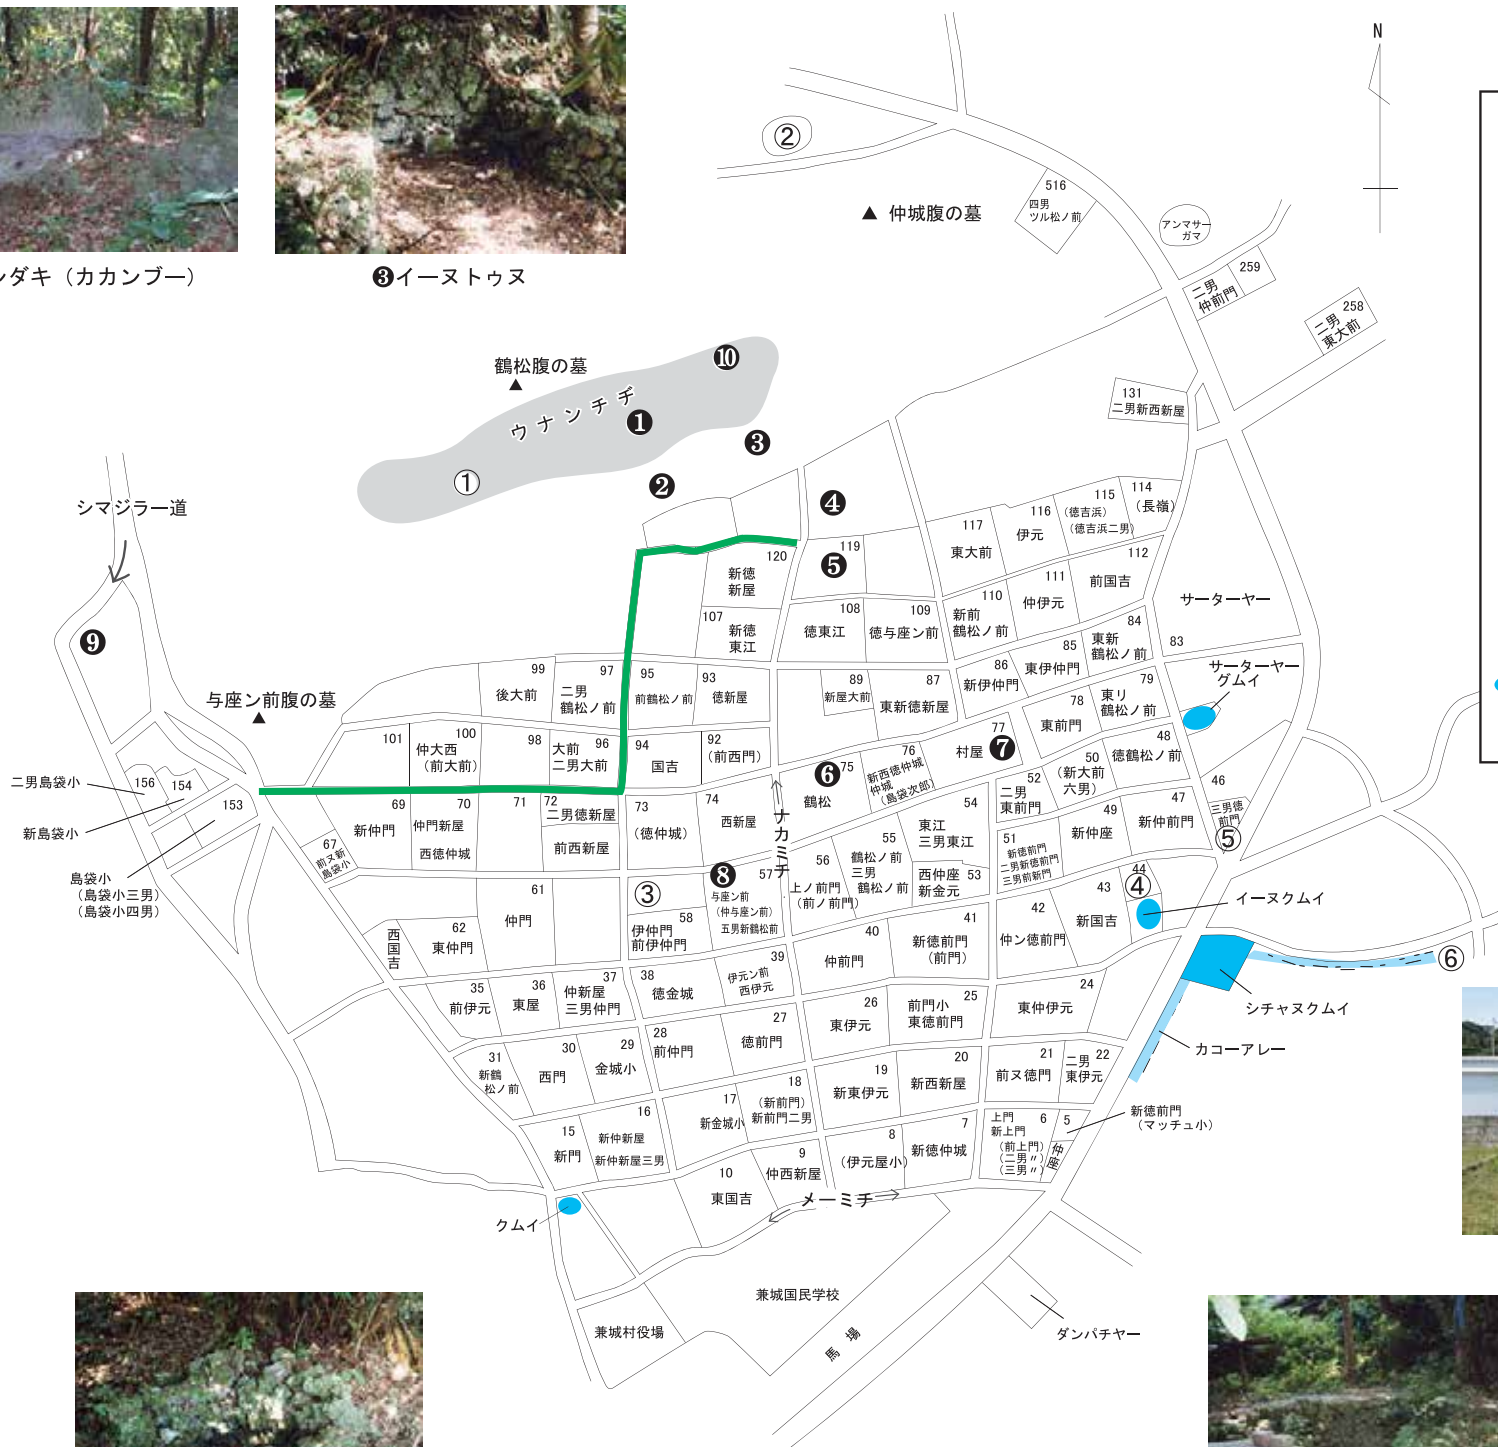 ンダキ（カカンブー）
❸イーヌトゥヌ
N
②
▲ 仲城腹の墓
516
四男
ツル松ノ前
アンマサー
ガマ
259
二男
仲前門
258
二男
東大前
131
二男新西新屋
鶴松腹の墓
▲
ウナンチヂ
❿
❶
❸
①
❷
❹
❺
シマジラー道
❾
与座ン前腹の墓
▲
119
120
新徳
新屋
107
新徳
東江
117
東大前
116
伊元
115
（徳吉浜）
（徳吉浜二男）
114
（長嶺）
112
前国吉
111
仲伊元
110
新前
鶴松ノ前
109
徳与座ン前
108
徳東江
サーターヤー
83
84
東新
鶴松ノ前
85
東伊仲門
86
新伊仲門
87
東新徳新屋
89
新屋大前
サーターヤー
グムイ
79
東リ
鶴松ノ前
78
東前門
77
村屋
❼
76
新西徳仲城
仲城
（島袋次郎）
❻
75
鶴松
99
後大前
97
二男
鶴松ノ前
95
前鶴松ノ前
93
徳新屋
101
100
仲大西
（前大前）
98
96
大前
二男大前
94
国吉
92
（前西門）
二男島袋小
156
154
新島袋小
153
島袋小
（島袋小三男）
（島袋小四男）
67
前ヌ新
島袋小
69
新仲門
70
仲門新屋
西徳仲城
71
72
二男徳新屋
前西新屋
73
（徳仲城）
74
西新屋
ナカミチ
48
徳鶴松ノ前
50
（新大前
六男）
52
二男
東前門
46
三男徳
前門
⑤
47
新仲前門
49
新仲座
51
新徳前門
二男新徳前門
三男前新門
54
東江
三男東江
53
西仲座
新金元
55
鶴松ノ前
三男
鶴松ノ前
56
上ノ前門
（前ノ前門）
❽
57
与座ン前
（仲与座ン前）
五男新鶴松前
③
58
伊仲門
前伊仲門
61
仲門
62
東仲門
西国吉
44
④
イーヌクムイ
43
新国吉
42
仲ン徳前門
41
新徳前門
（前門）
40
仲前門
39
伊元ン前
西伊元
38
徳金城
37
仲新屋
三男仲門
36
東屋
35
前伊元
⑥
シチャヌクムイ
カコーアレー
24
東仲伊元
25
前門小
東徳前門
26
東伊元
27
徳前門
28
前仲門
29
金城小
30
西門
31
新鶴
松ノ前
22
二男
東伊元
21
前ヌ徳門
20
新西新屋
19
新東伊元
18
（新前門）
新前門二男
17
新金城小
16
新仲新屋
新仲新屋三男
15
新門
新徳前門
（マッチュ小）
5
仲座
6
上門
新上門
（前上門）
（二男〃）
（三男〃）
7
新徳仲城
8
（伊元屋小）
9
仲西新屋
10
東国吉
メーミチ
クムイ
兼城国民学校
兼城村役場
馬場
ダンパチヤー